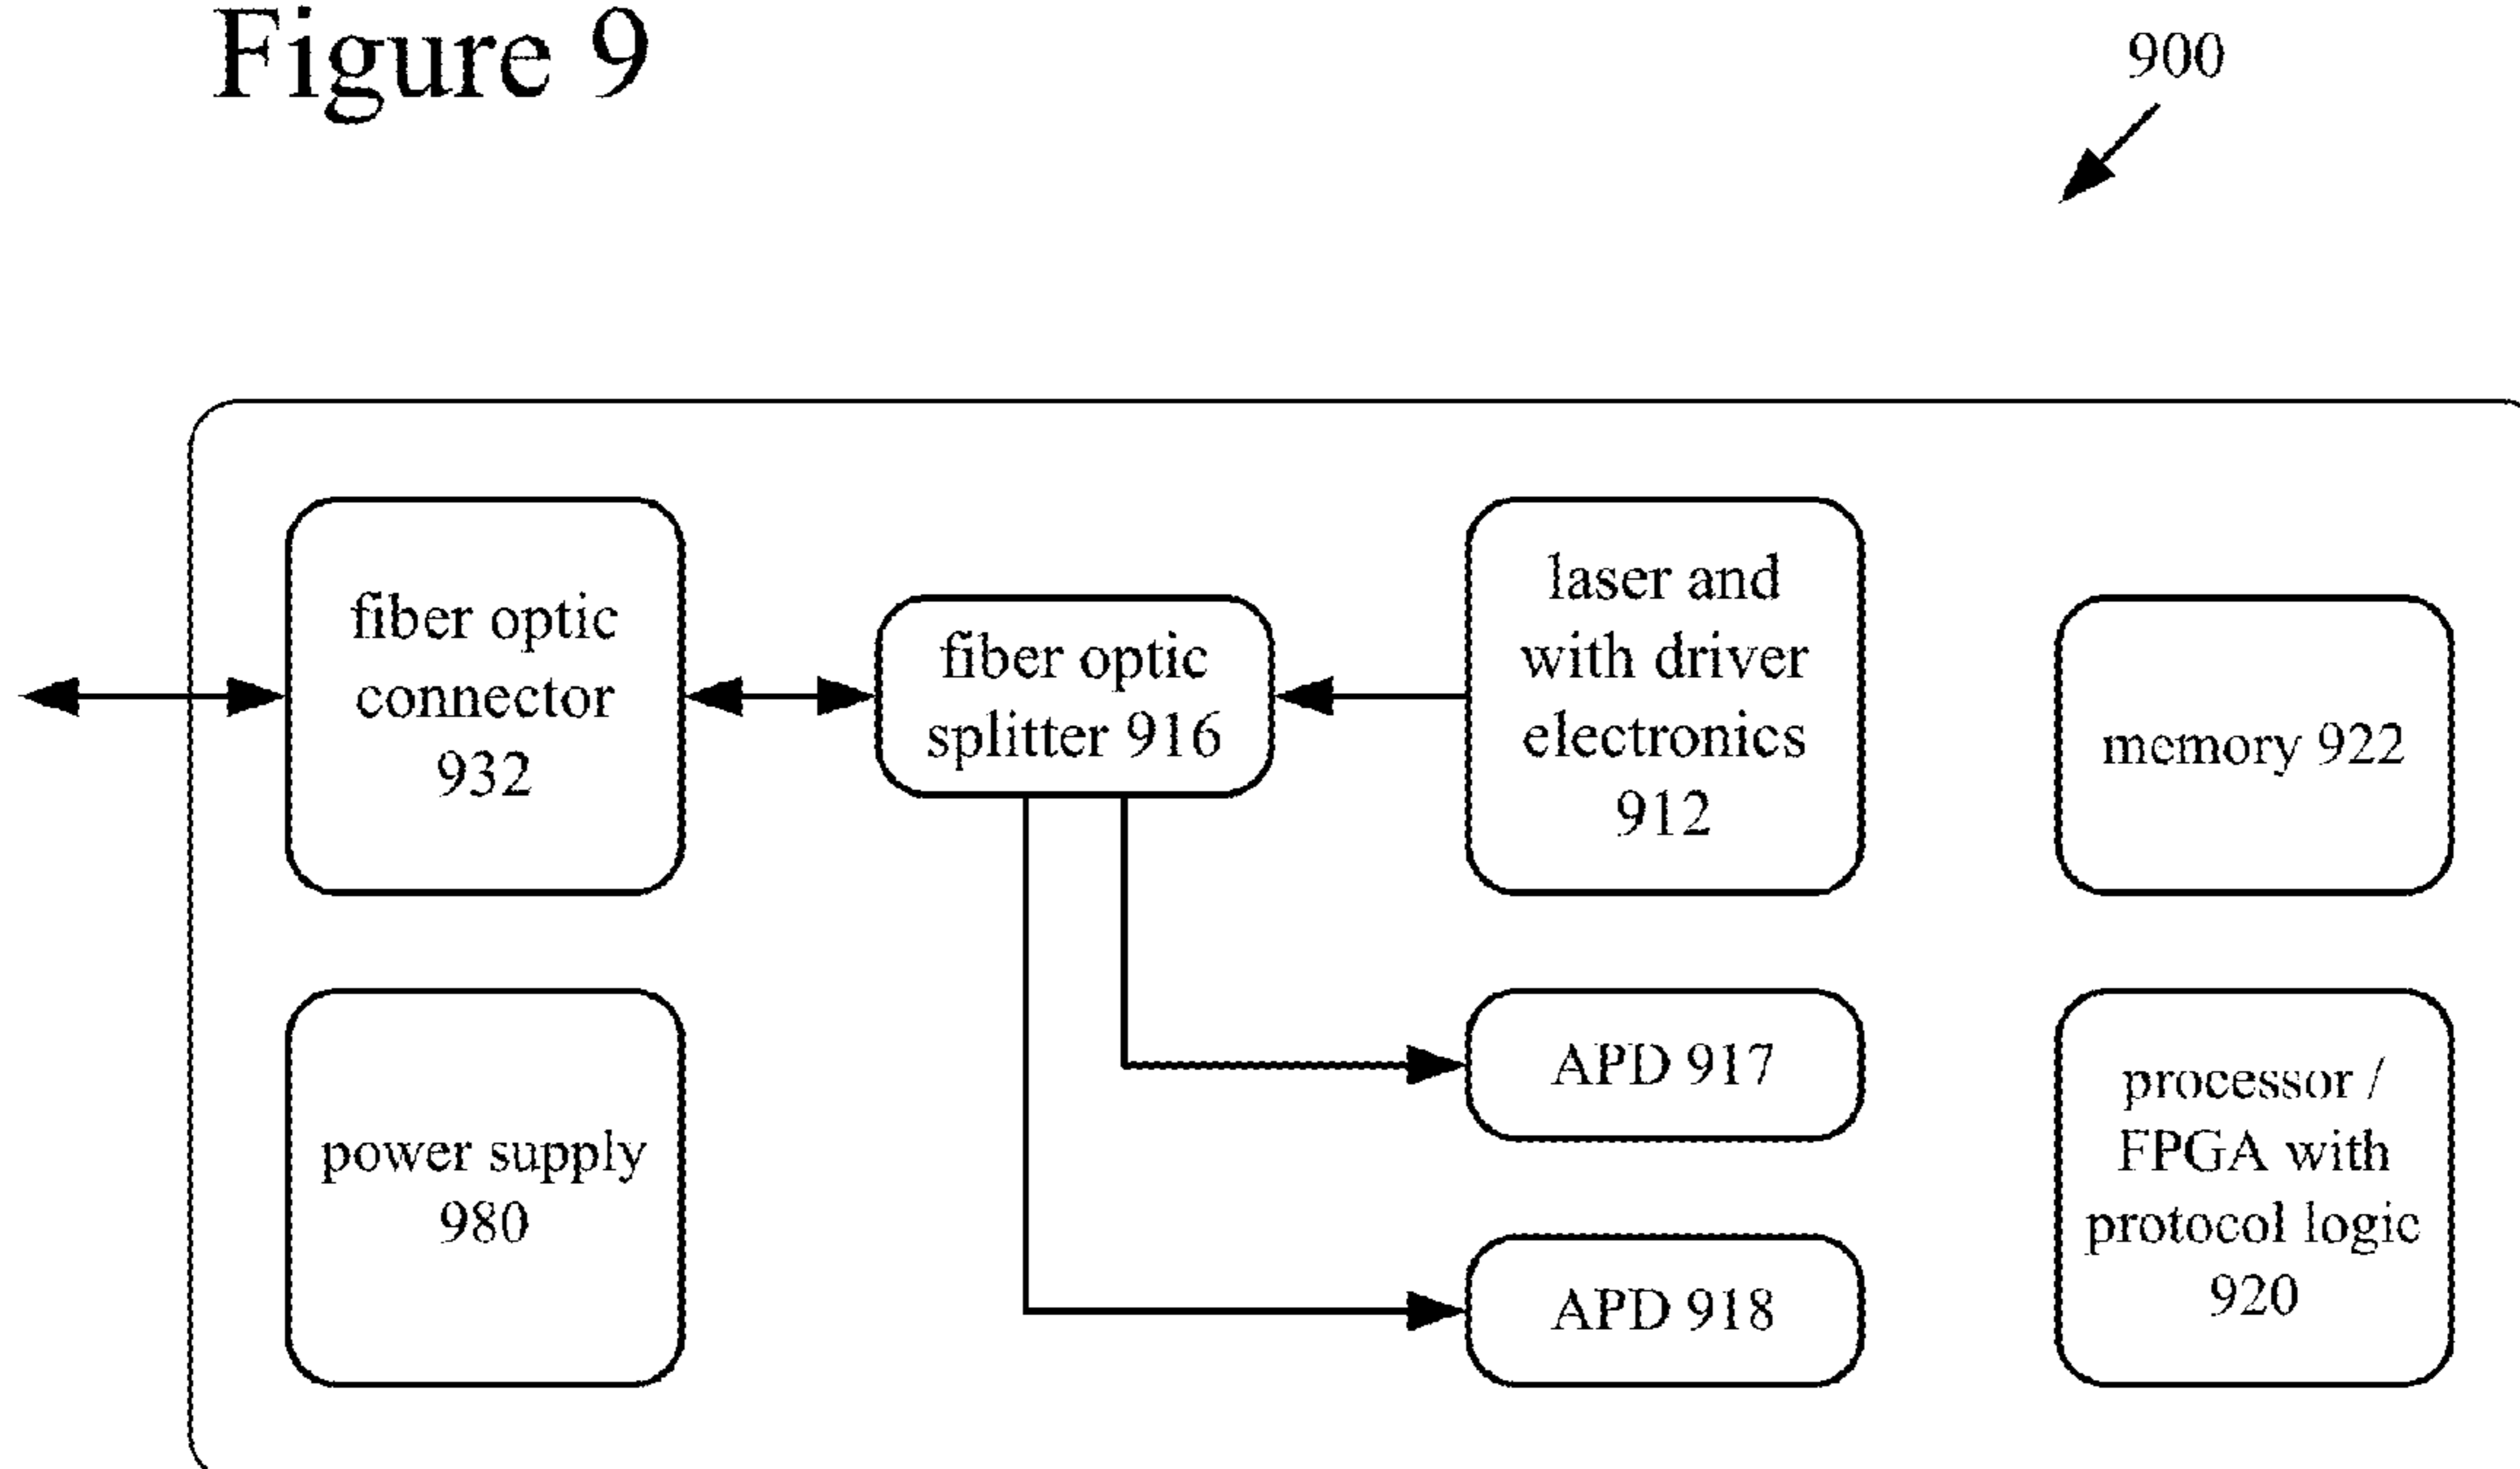 Figure 9
900
fiber optic
connector
932
fiber optic
splitter 916
laser and
with driver
electronics
912
memory 922
power supply
980
APD 917
APD 918
processor /
FPGA with
protocol logic
920